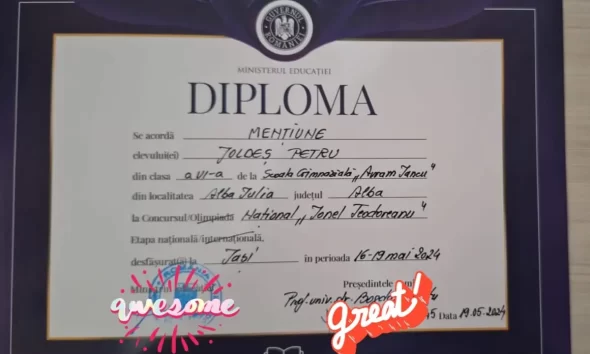 GUVERNUL ROMÂNIEI
MINISTERUL EDUCAȚIEI
DIPLOMA
Se acordă MENȚIUNE
elevului(ei) JOLDEȘ PETRU
din clasa a VI-a de la Școala Gimnazială „Avram Iancu"
din localitatea Alba Iulia județul Alba
la Concursul/Olimpiada Național „Ionel Teodoreanu"
Etapa națională/internațională,
desfășurat(ă) la Iași în perioada 16-19 mai 2024
Președintele
awesome
Prof. univ. dr.
great!
Data 19.05.2024